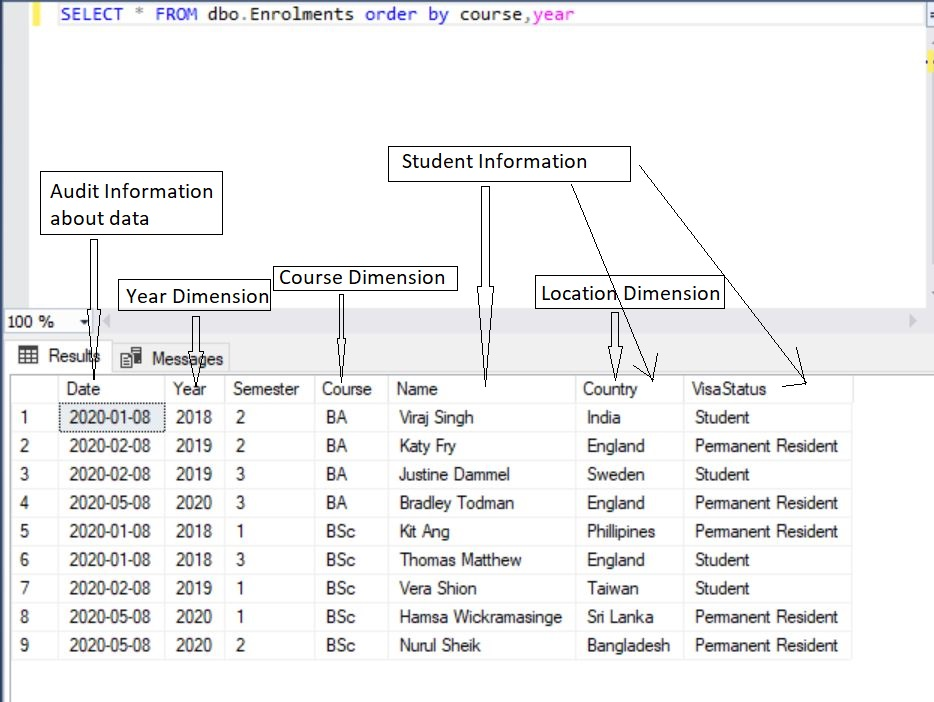 SELECT * FROM dbo.Enrolments order by course,year
Student Information
Audit Information
about data
Course Dimension
Year Dimension
Location Dimension
100 %
Results Messages
Date Year Semester Course Name Country VisaStatus
1 2020-01-08 2018 2 BA Viraj Singh India Student
2 2020-02-08 2019 2 BA Katy Fry England Permanent Resident
3 2020-02-08 2019 3 BA Justine Dammel Sweden Student
4 2020-05-08 2020 3 BA Bradley Todman England Permanent Resident
5 2020-01-08 2018 1 BSc Kit Ang Phillipines Permanent Resident
6 2020-01-08 2018 3 BSc Thomas Matthew England Student
7 2020-02-08 2019 1 BSc Vera Shion Taiwan Student
8 2020-05-08 2020 1 BSc Hamsa Wickramasinge Sri Lanka Permanent Resident
9 2020-05-08 2020 2 BSc Nurul Sheik Bangladesh Permanent Resident